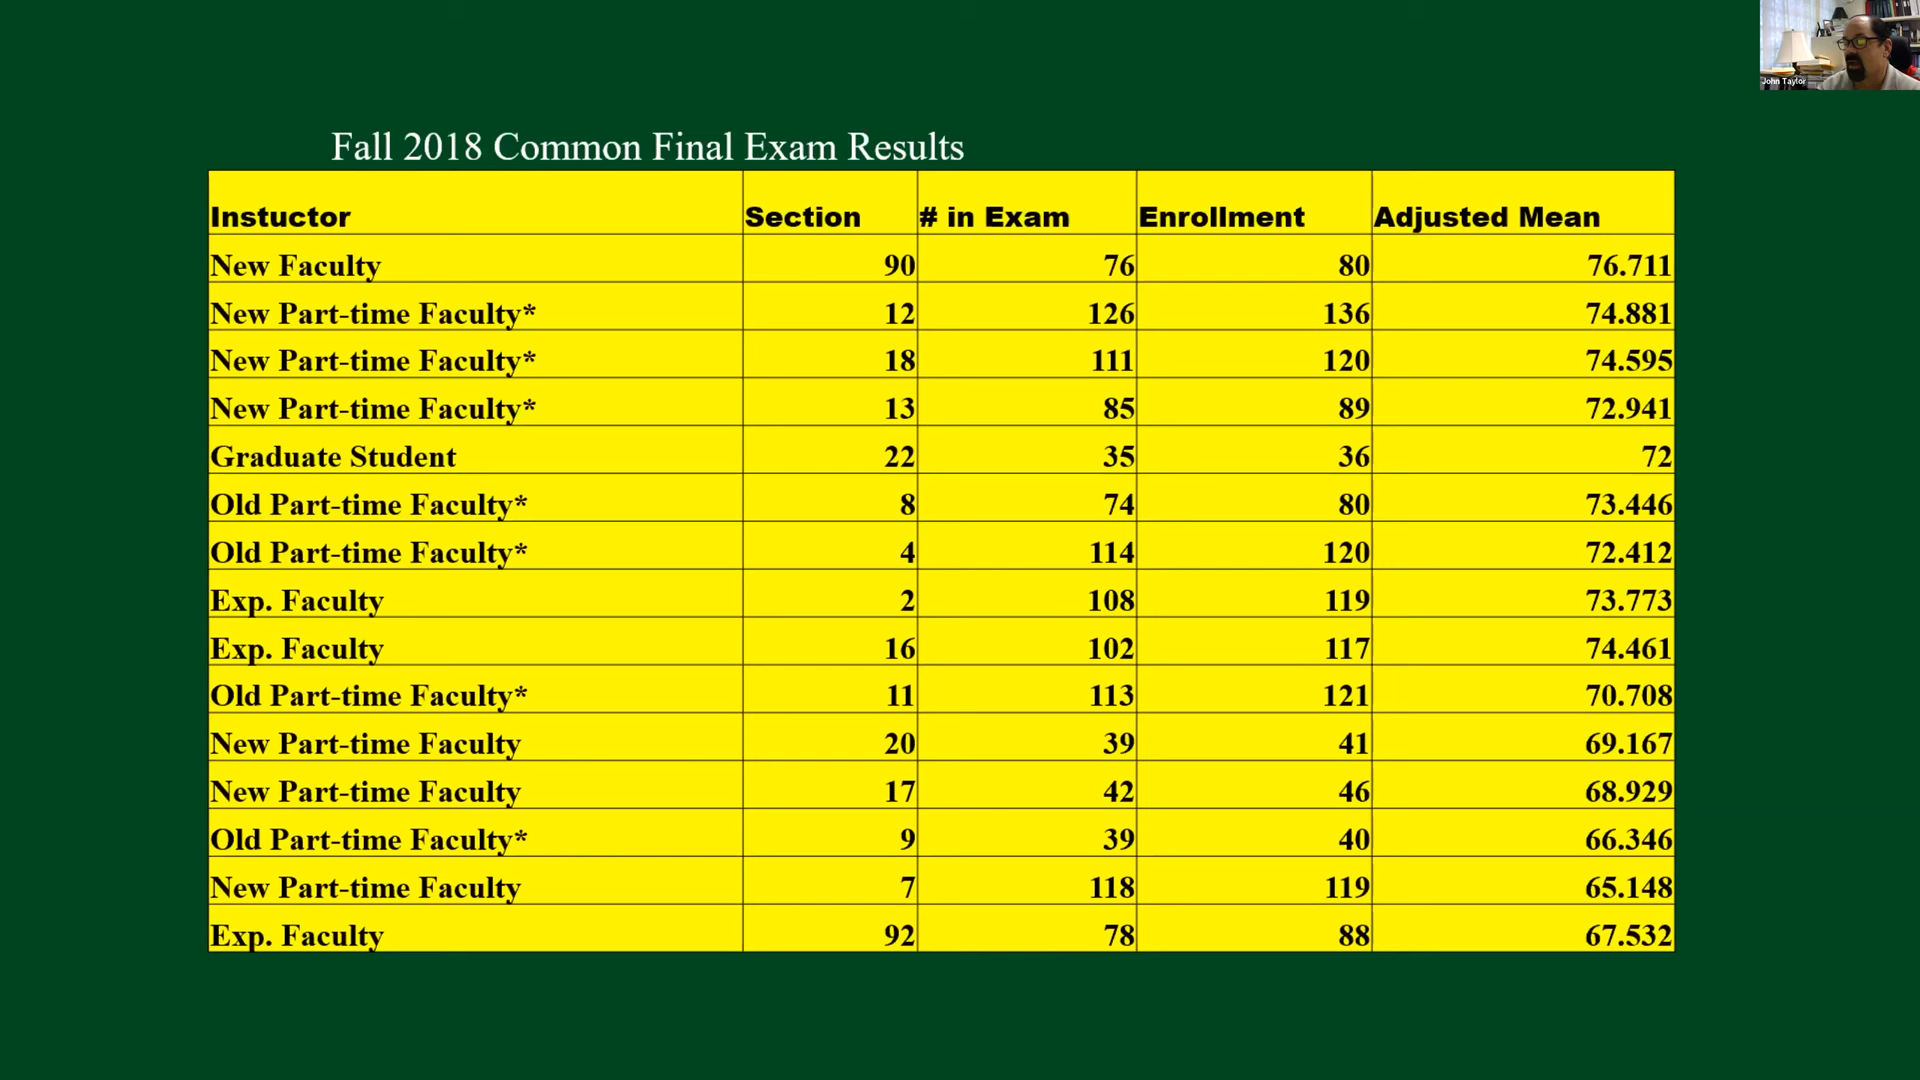 John Taylor
Fall 2018 Common Final Exam Results
Instuctor Section # in Exam Enrollment Adjusted Mean
New Faculty 90 76 80 76.711
New Part-time Faculty* 12 126 136 74.881
New Part-time Faculty* 18 111 120 74.595
New Part-time Faculty* 13 85 89 72.941
Graduate Student 22 35 36 72
Old Part-time Faculty* 8 74 80 73.446
Old Part-time Faculty* 4 114 120 72.412
Exp. Faculty 2 108 119 73.773
Exp. Faculty 16 102 117 74.461
Old Part-time Faculty* 11 113 121 70.708
New Part-time Faculty 20 39 41 69.167
New Part-time Faculty 17 42 46 68.929
Old Part-time Faculty* 9 39 40 66.346
New Part-time Faculty 7 118 119 65.148
Exp. Faculty 92 78 88 67.532